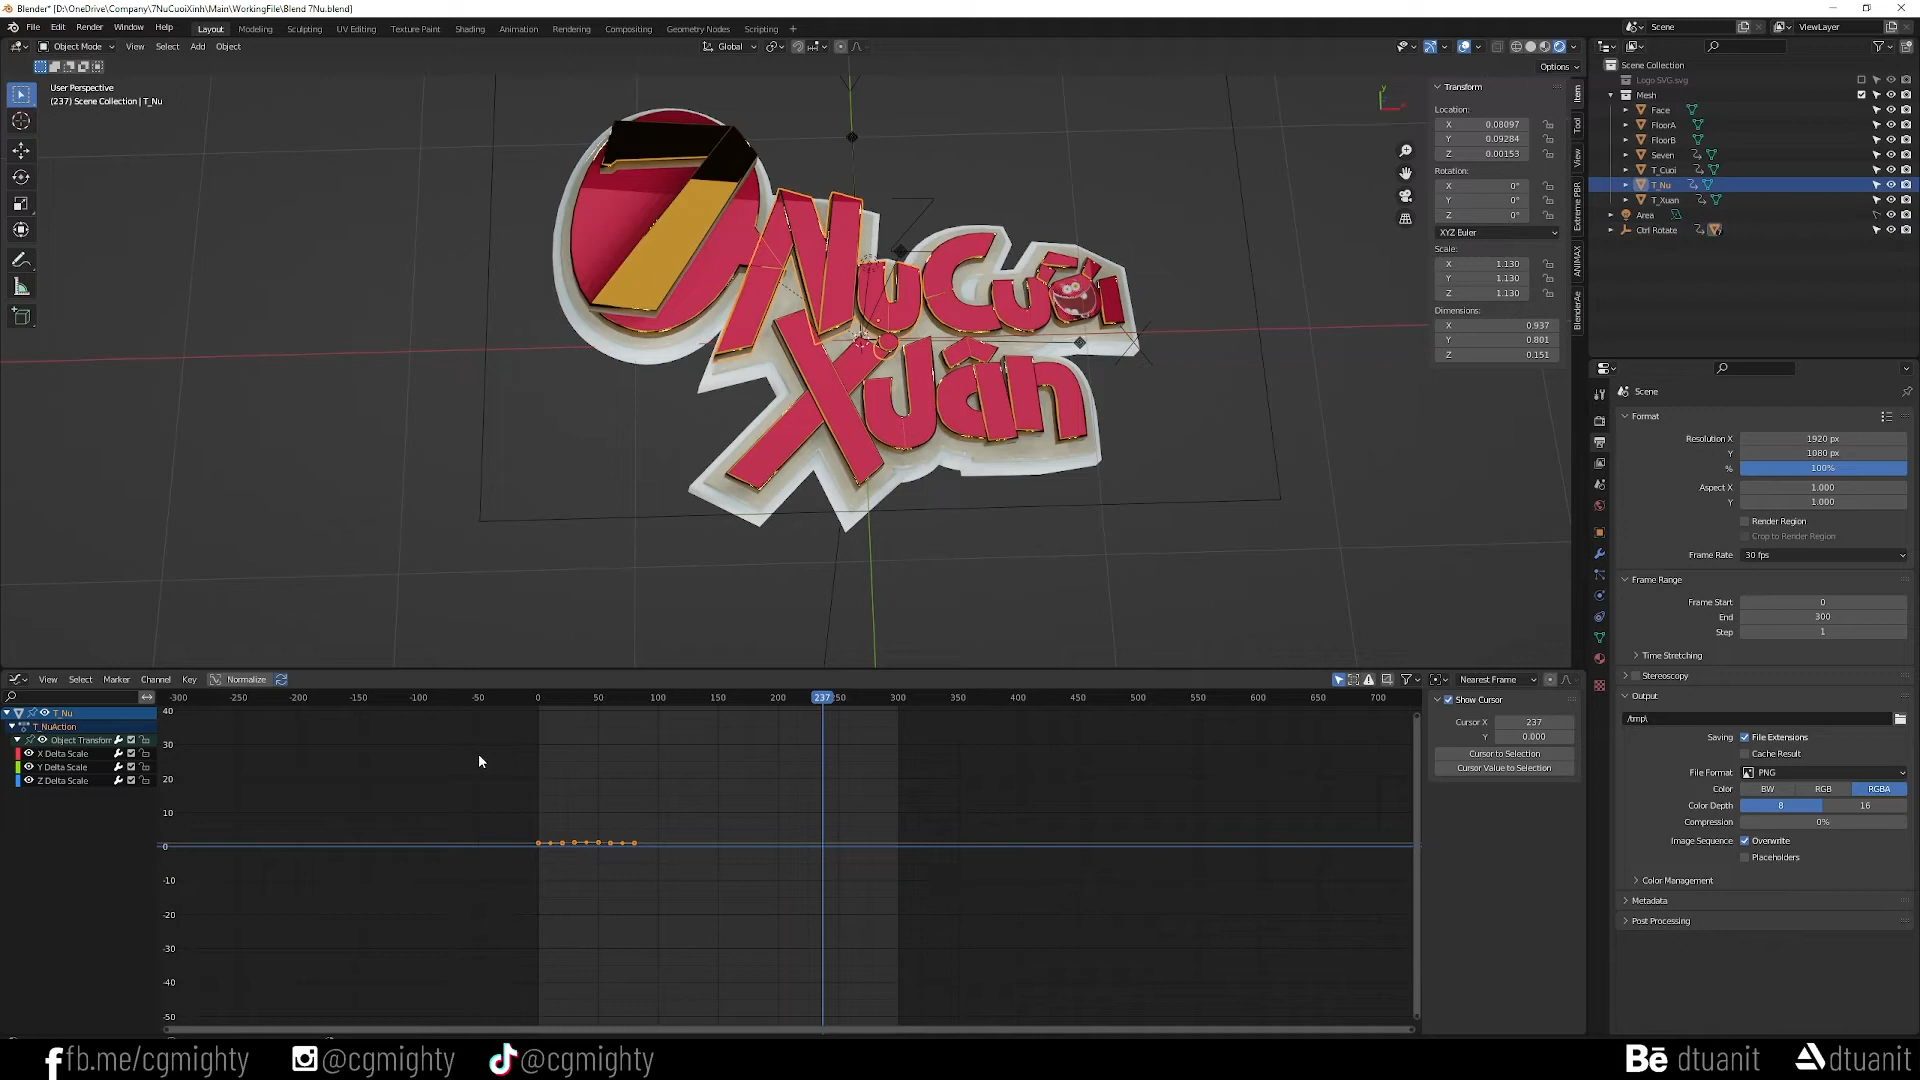 Blender* [D:\OneDrive\Company\7NuCuoiXinh\Main\WorkingFile\Blend 7Nu.blend]
File Edit Render Window Help Layout Modeling Sculpting UV Editing Texture Paint Shading Animation Rendering Compositing Geometry Nodes Scripting + Scene ViewLayer
Object Mode View Select Add Object Global
Options
User Perspective
(237) Scene Collection | T_Nu
7 Nụ Cười
Xuân
Y
Transform
Location:
X 0.08097
Y 0.09284
Z 0.00153
Rotation:
X 0°
Y 0°
Z 0°
XYZ Euler
Scale:
X 1.130
Y 1.130
Z 1.130
Dimensions:
X 0.937
Y 0.801
Z 0.151
Item
Tool
View
Extreme PBR
ANIMAX
BlenderAe
Scene Collection
Logo SVG.svg
Mesh
Face
FloorA
FloorB
Seven
T_Cuoi
T_Nu
T_Xuan
Area
Ctrl Rotate
Scene
Format
Resolution X 1920 px
Y 1080 px
% 100%
Aspect X 1.000
Y 1.000
Render Region
Crop to Render Region
Frame Rate 30 fps
Frame Range
Frame Start 0
End 300
Step 1
Time Stretching
Stereoscopy
Output
/tmp\
Saving File Extensions
Cache Result
File Format PNG
Color BW RGB RGBA
Color Depth 8 16
Compression 0%
Image Sequence Overwrite
Placeholders
Color Management
Metadata
Post Processing
View Select Marker Channel Key Normalize Nearest Frame
-300 -250 -200 -150 -100 -50 0 50 100 150 200 237 250 300 350 400 450 500 550 600 650 700
T_Nu
T_NuAction
Object Transform
X Delta Scale
Y Delta Scale
Z Delta Scale
40
30
20
10
0
-10
-20
-30
-40
-50
Show Cursor
Cursor X 237
Y 0.000
Cursor to Selection
Cursor Value to Selection
fb.me/cgmighty @cgmighty @cgmighty Bē dtuanit dtuanit